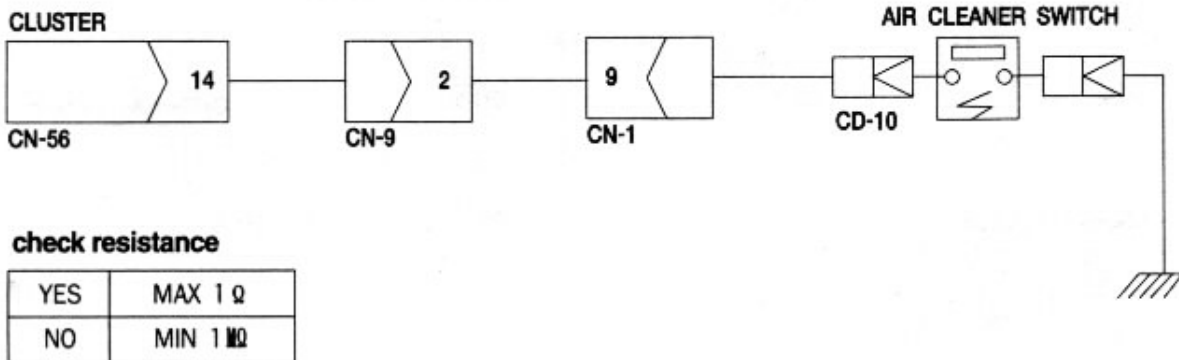 CLUSTER
AIR CLEANER SWITCH
14
2
9
CN-56
CN-9
CN-1
CD-10
check resistance
YES MAX 1 Ω
NO MIN 1 MΩ